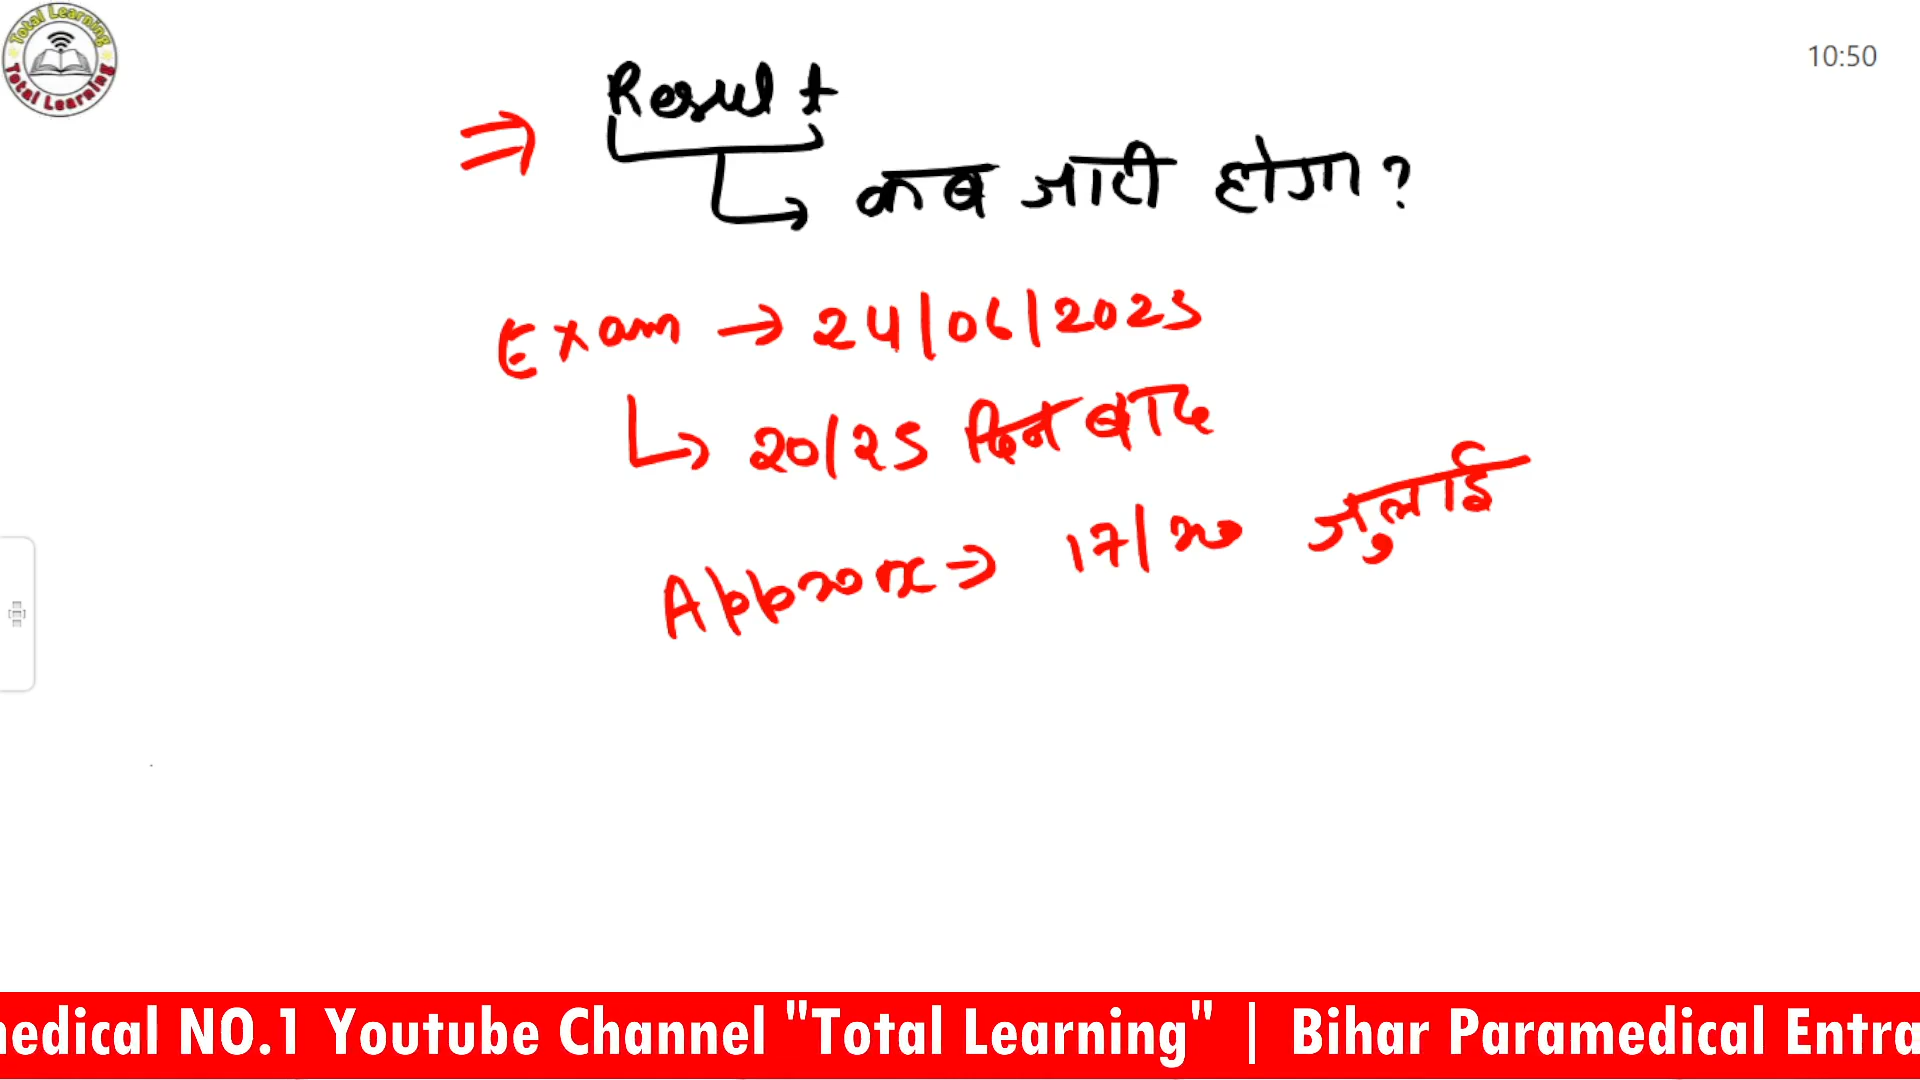 Total Learning
Total Learning
10:50
⇒ Result
→ कब जारी होगा?
Exam → 24/06/2023
→ 20/25 दिन बाद
Approx → 17/20 जुलाई
nedical NO.1 Youtube Channel "Total Learning" | Bihar Paramedical Entra